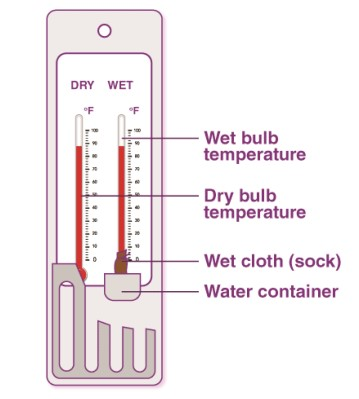 DRY WET
°F °F
100 100
90 90
80 80
70 70
60 60
50 50
40 40
30 30
20 20
10 10
0 0
Wet bulb
temperature
Dry bulb
temperature
Wet cloth (sock)
Water container